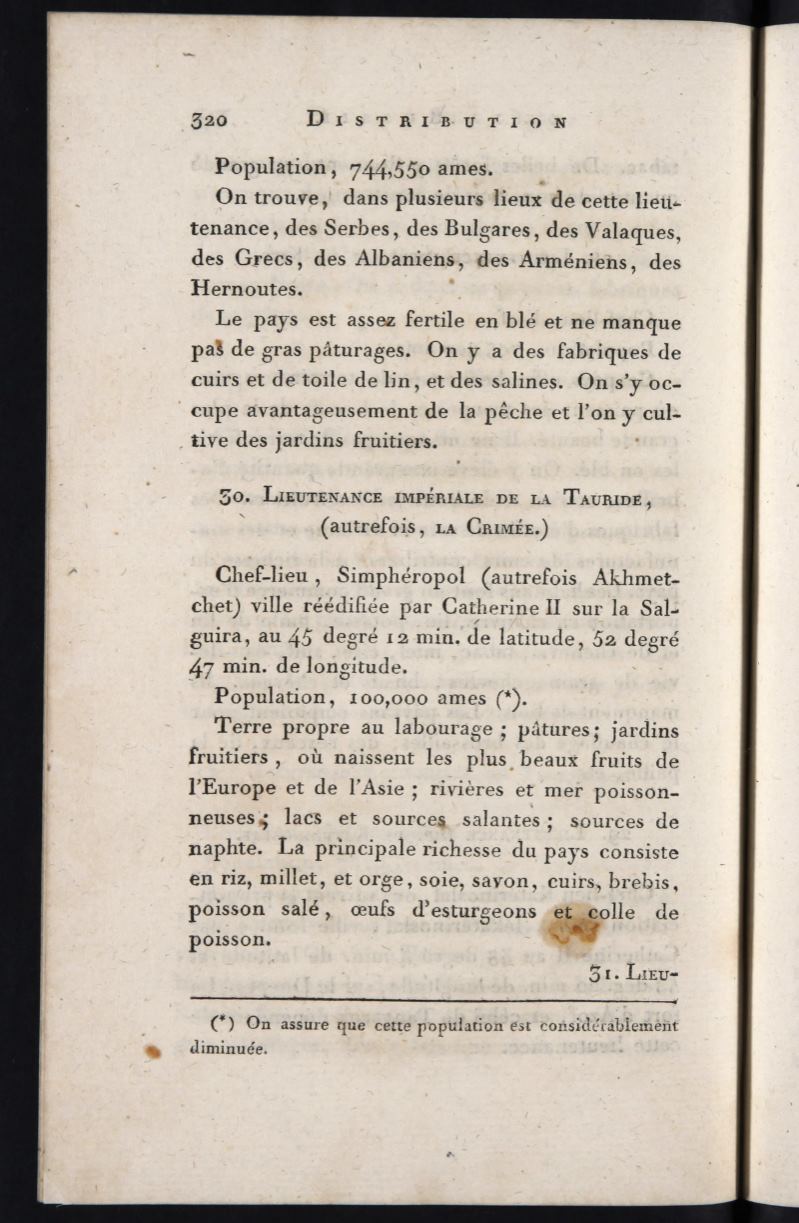 320 DISTRIBUTION
Population, 744,550 ames.
On trouve, dans plusieurs lieux de cette lieu-
tenance, des Serbes, des Bulgares, des Valaques,
des Grecs, des Albaniens, des Arméniens, des
Hernoutes.
Le pays est assez fertile en blé et ne manque
pas de gras pâturages. On y a des fabriques de
cuirs et de toile de lin, et des salines. On s'y oc-
cupe avantageusement de la pêche et l'on y cul-
tive des jardins fruitiers.
30. LIEUTENANCE IMPÉRIALE DE LA TAURIDE,
(autrefois, LA CRIMÉE.)
Chef-lieu, Simphéropol (autrefois Akhmet-
chet) ville réédifiée par Catherine II sur la Sal-
guira, au 45 degré 12 min. de latitude, 52 degré
47 min. de longitude.
Population, 100,000 ames (*).
Terre propre au labourage ; pâtures; jardins
fruitiers, où naissent les plus beaux fruits de
l'Europe et de l'Asie ; rivières et mer poisson-
neuses ; lacs et sources salantes ; sources de
naphte. La principale richesse du pays consiste
en riz, millet, et orge, soie, savon, cuirs, brebis,
poisson salé, œufs d'esturgeons et colle de
poisson.
31. LIEU-
(*) On assure que cette population est considérablement
diminuée.